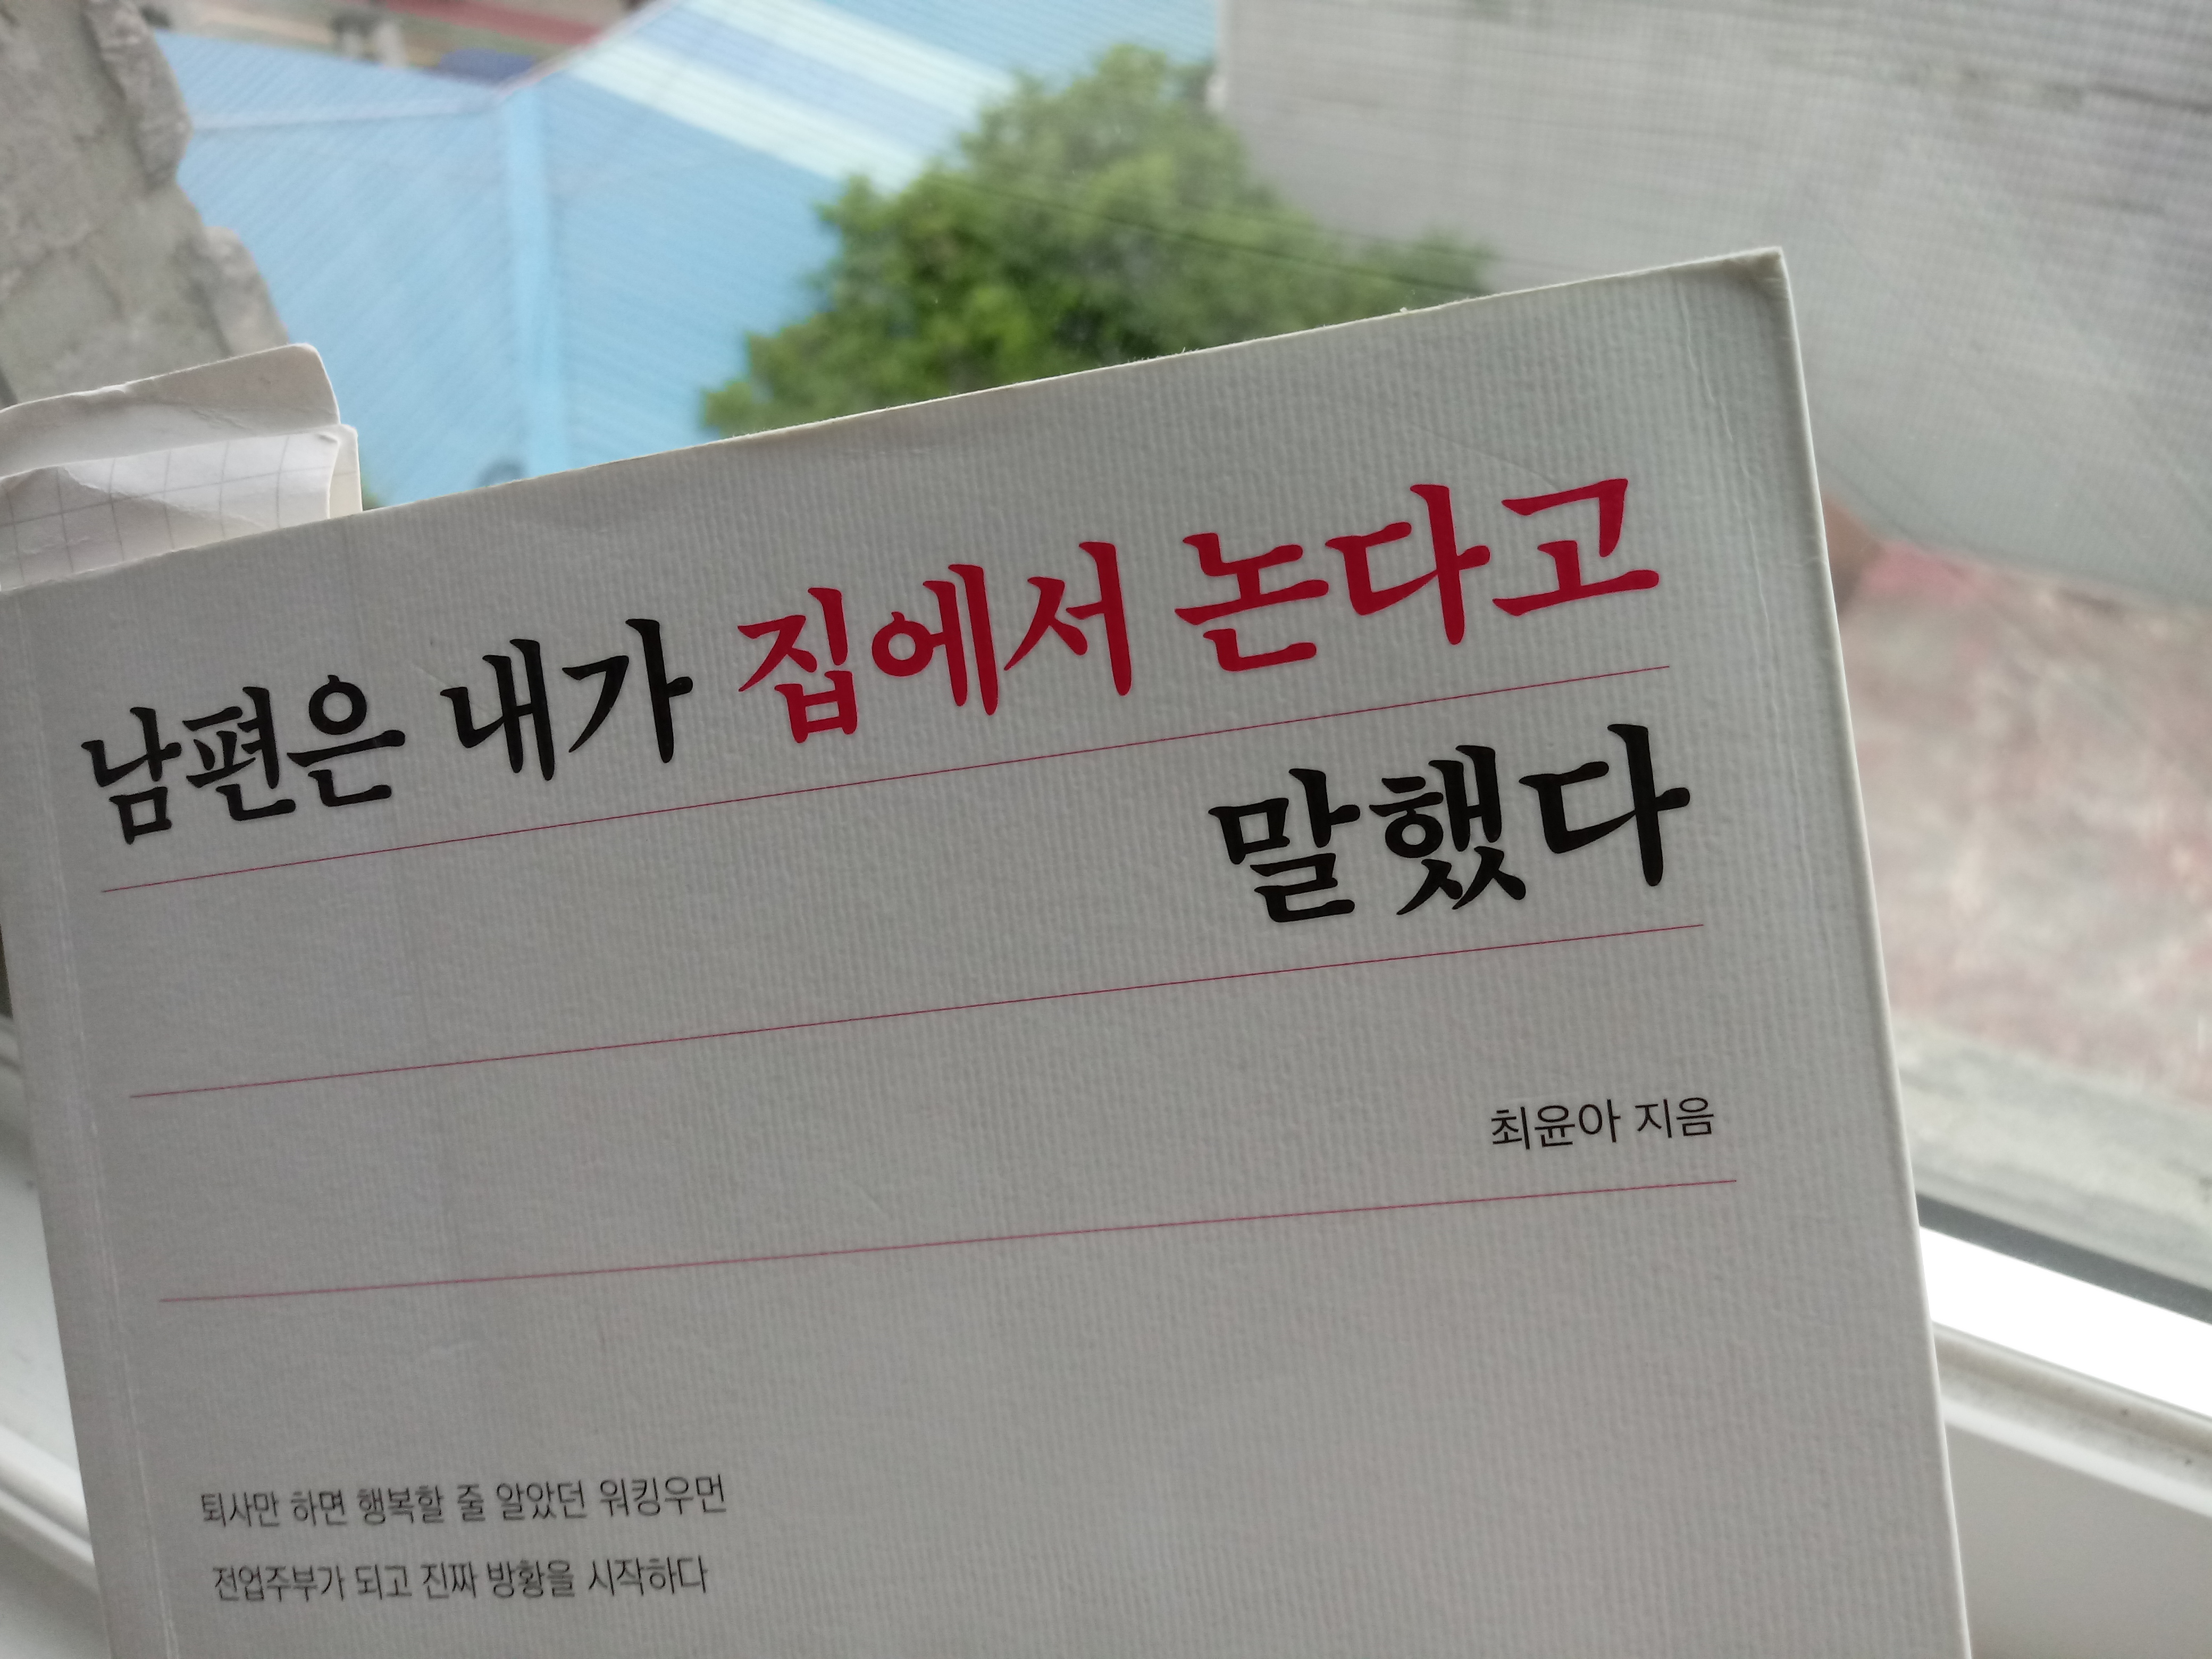 남편은 내가 집에서 논다고
말했다
최윤아 지음
퇴사만 하면 행복할 줄 알았던 워킹우먼
전업주부가 되고 진짜 방황을 시작하다